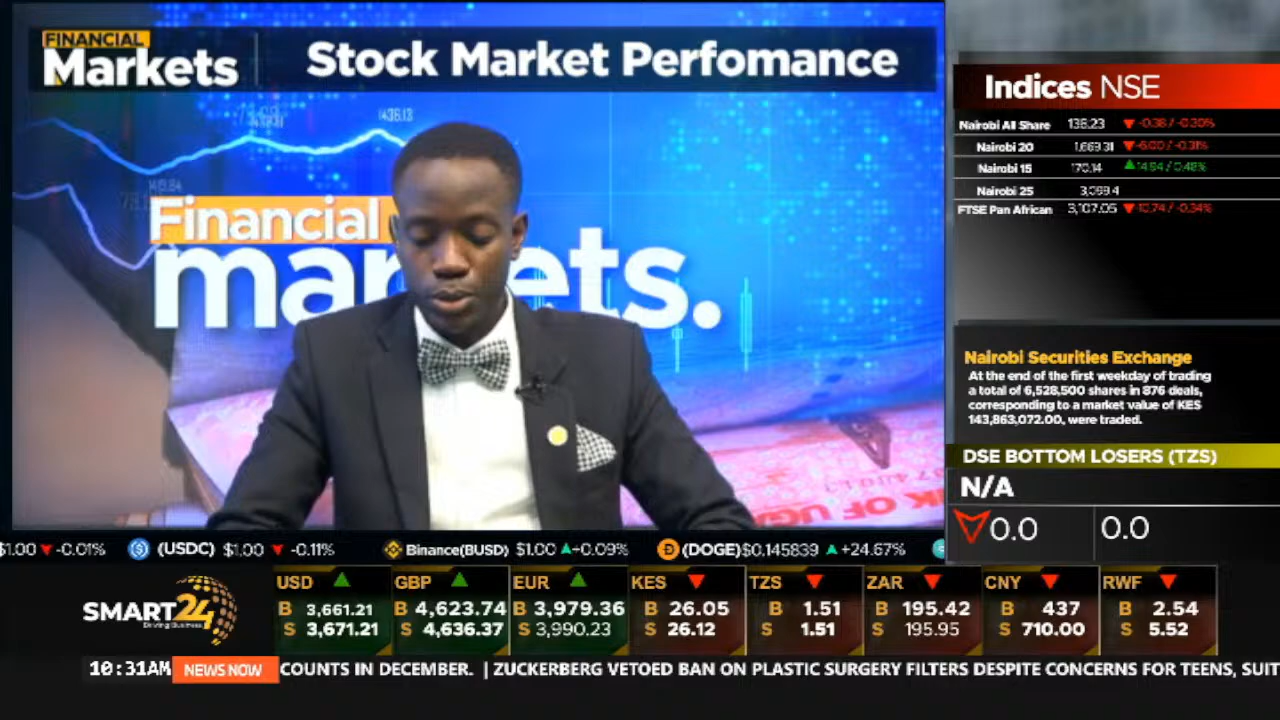 FINANCIAL
Markets
Stock Market Perfomance
1436.13
Financial
markets.
Indices NSE
Nairobi All Share 136.23 -0.38 / -0.30%
Nairobi 20 1,669.31 -6.00 / -0.31%
Nairobi 15 170.14 14.94 / 0.48%
Nairobi 25 3,099.4
FTSE Pan African 3,107.05 -10.74 / -0.34%
Nairobi Securities Exchange
At the end of the first weekday of trading
a total of 6,528,500 shares in 876 deals,
corresponding to a market value of KES
143,863,072.00, were traded.
DSE BOTTOM LOSERS (TZS)
N/A
0.0 0.0
$1.00 -0.01% (USDC) $1.00 -0.11% Binance(BUSD) $1.00 +0.09% (DOGE)$0,145839 +24.67%
SMART24
Driving Business
USD GBP EUR KES TZS ZAR CNY RWF
B 3,661.21 B 4,623.74 B 3,979.36 B 26.05 B 1.51 B 195.42 B 437 B 2.54
S 3,671.21 S 4,636.37 S 3,990.23 S 26.12 S 1.51 S 195.95 S 710.00 S 5.52
10:31AM NEWS NOW COUNTS IN DECEMBER. | ZUCKERBERG VETOED BAN ON PLASTIC SURGERY FILTERS DESPITE CONCERNS FOR TEENS, SUIT